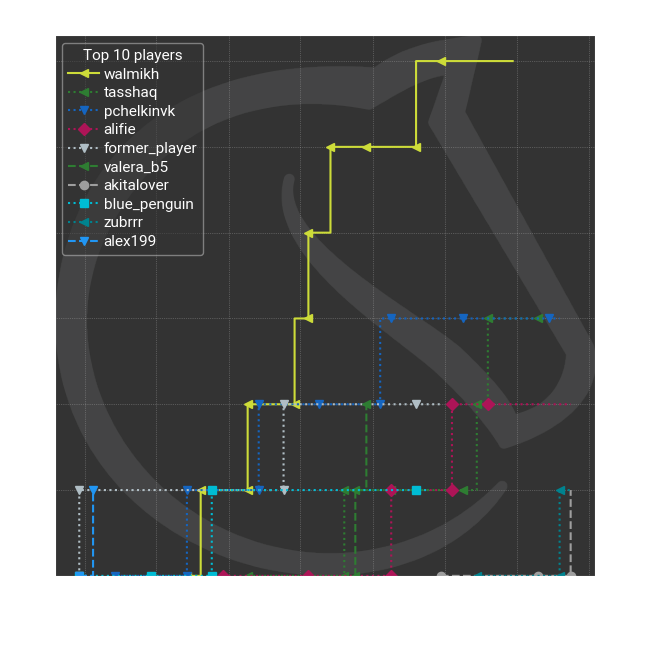 Top 10 players
walmikh
tasshaq
pchelkinvk
alifie
former_player
valera_b5
akitalover
blue_penguin
zubrrr
alex199